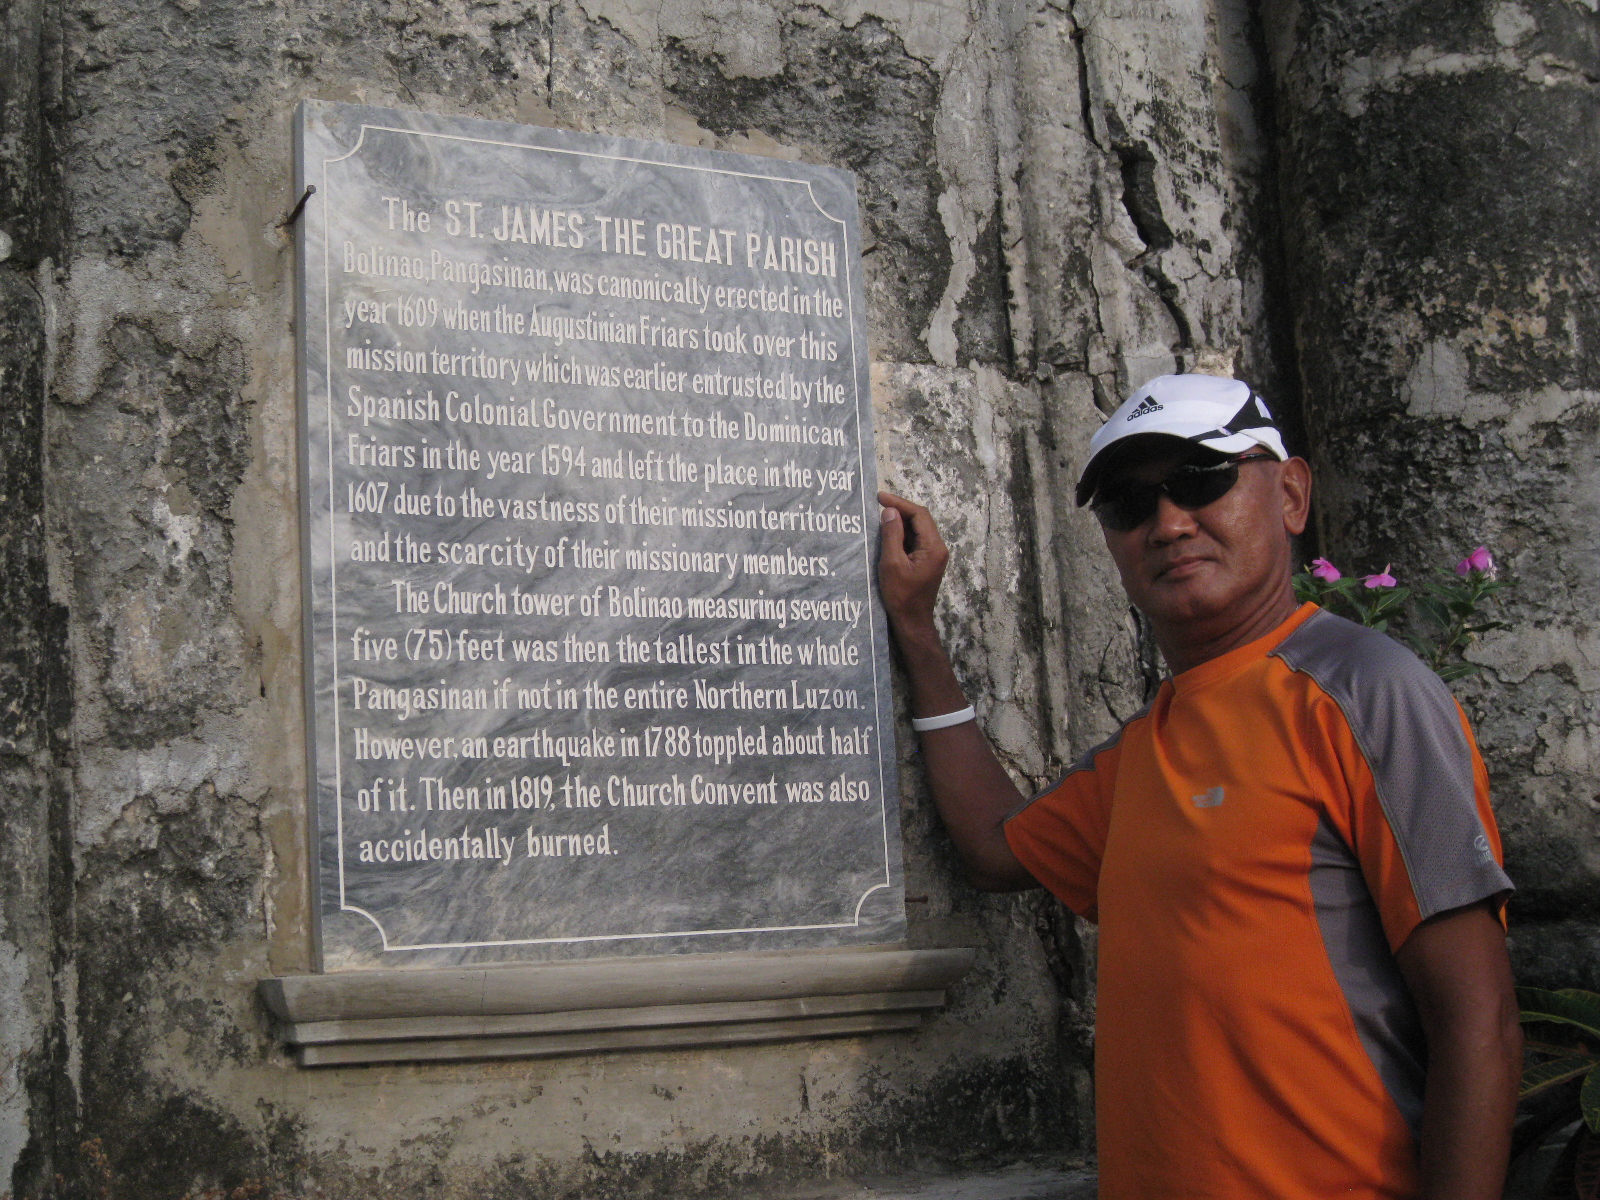 The ST. JAMES THE GREAT PARISH
Bolinao, Pangasinan, was canonically erected in the
year 1609 when the Augustinian Friars took over this
mission territory which was earlier entrusted by the
Spanish Colonial Government to the Dominican
Friars in the year 1594 and left the place in the year
1607 due to the vastness of their mission territories
and the scarcity of their missionary members.
The Church tower of Bolinao measuring seventy
five (75) feet was then the tallest in the whole
Pangasinan if not in the entire Northern Luzon.
However, an earthquake in 1788 toppled about half
of it. Then in 1819, the Church Convent was also
accidentally burned.
adidas